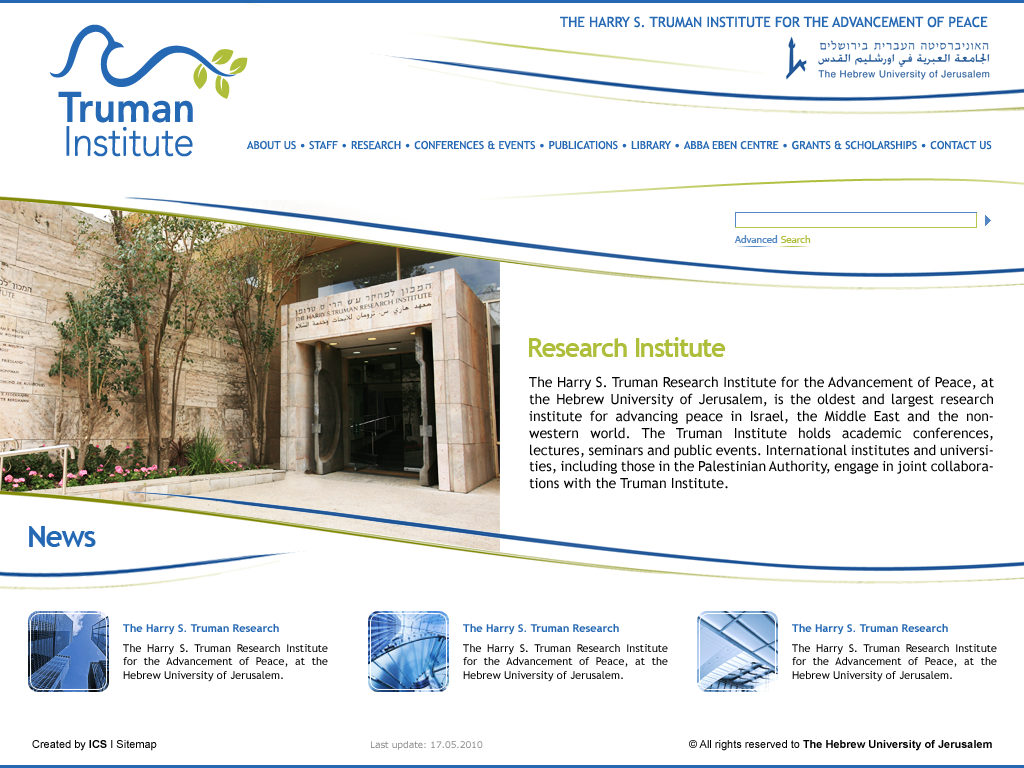 THE HARRY S. TRUMAN INSTITUTE FOR THE ADVANCEMENT OF PEACE
האוניברסיטה העברית בירושלים
الجامعة العبرية في اورشليم القدس
The Hebrew University of Jerusalem
Truman
Institute
ABOUT US • STAFF • RESEARCH • CONFERENCES & EVENTS • PUBLICATIONS • LIBRARY • ABBA EBEN CENTRE • GRANTS & SCHOLARSHIPS • CONTACT US
Advanced Search
המכון למחקר ע"ש הרי ס טרומן
THE HARRY S. TRUMAN RESEARCH INSTITUTE
معهد هاري س. ترومان للابحاث وخدمة السلام
Research Institute
The Harry S. Truman Research Institute for the Advancement of Peace, at
the Hebrew University of Jerusalem, is the oldest and largest research
institute for advancing peace in Israel, the Middle East and the non-
western world. The Truman Institute holds academic conferences,
lectures, seminars and public events. International institutes and universi-
ties, including those in the Palestinian Authority, engage in joint collabora-
tions with the Truman Institute.
News
The Harry S. Truman Research
The Harry S. Truman Research Institute
for the Advancement of Peace, at the
Hebrew University of Jerusalem.
The Harry S. Truman Research
The Harry S. Truman Research Institute
for the Advancement of Peace, at the
Hebrew University of Jerusalem.
The Harry S. Truman Research
The Harry S. Truman Research Institute
for the Advancement of Peace, at the
Hebrew University of Jerusalem.
Created by ICS | Sitemap
Last update: 17.05.2010
© All rights reserved to The Hebrew University of Jerusalem